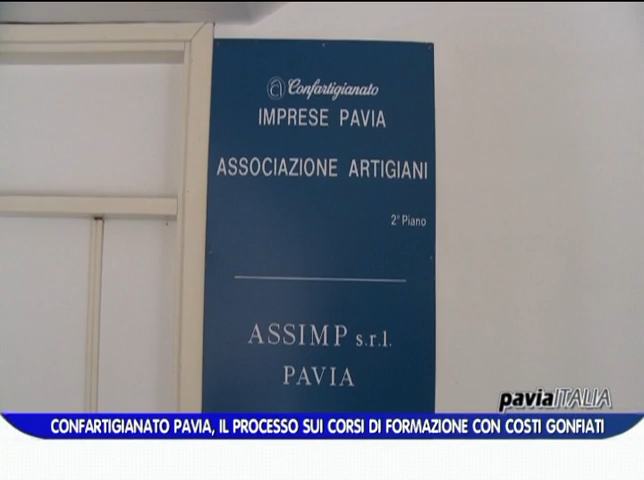 Confartigianato
IMPRESE PAVIA
ASSOCIAZIONE ARTIGIANI
2° Piano
ASSIMP s.r.l.
PAVIA
paviaITALIA
CONFARTIGIANATO PAVIA, IL PROCESSO SUI CORSI DI FORMAZIONE CON COSTI GONFIATI